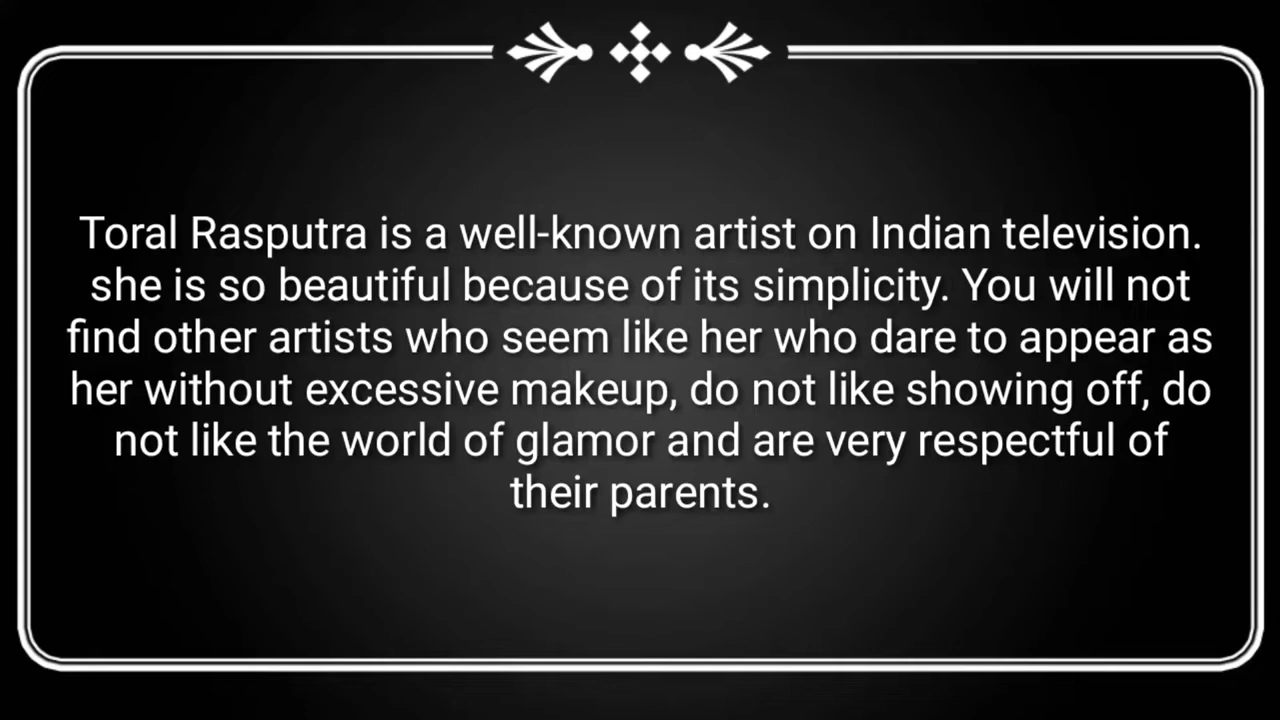 Toral Rasputra is a well-known artist on Indian television.
she is so beautiful because of its simplicity. You will not
find other artists who seem like her who dare to appear as
her without excessive makeup, do not like showing off, do
not like the world of glamor and are very respectful of
their parents.